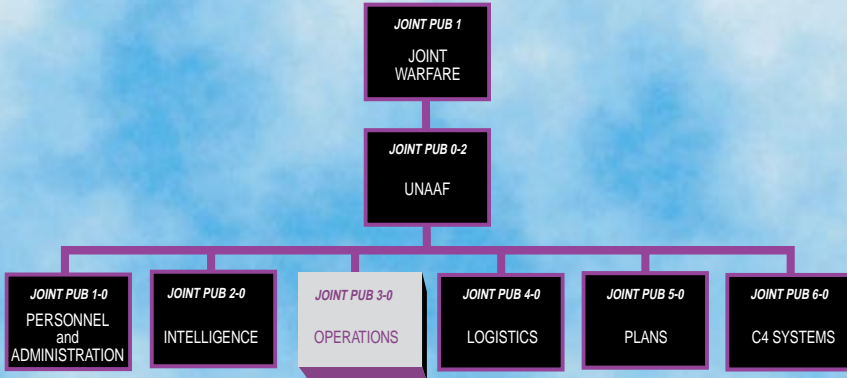 JOINT PUB 1
JOINT
WARFARE
JOINT PUB 0-2
UNAAF
JOINT PUB 1-0
PERSONNEL
and
ADMINISTRATION
JOINT PUB 2-0
INTELLIGENCE
JOINT PUB 3-0
OPERATIONS
JOINT PUB 4-0
LOGISTICS
JOINT PUB 5-0
PLANS
JOINT PUB 6-0
C4 SYSTEMS